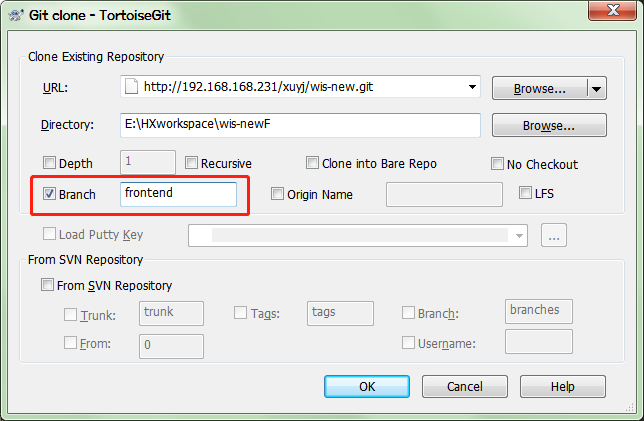 Git clone - TortoiseGit
Clone Existing Repository
URL: http://192.168.168.231/xuyj/wis-new.git Browse...
Directory: E:\HXworkspace\wis-newF Browse...
Depth 1 Recursive Clone into Bare Repo No Checkout
Branch frontend Origin Name LFS
Load Putty Key ...
From SVN Repository
From SVN Repository
Trunk: trunk Tags: tags Branch: branches
From: 0 Username:
OK Cancel Help